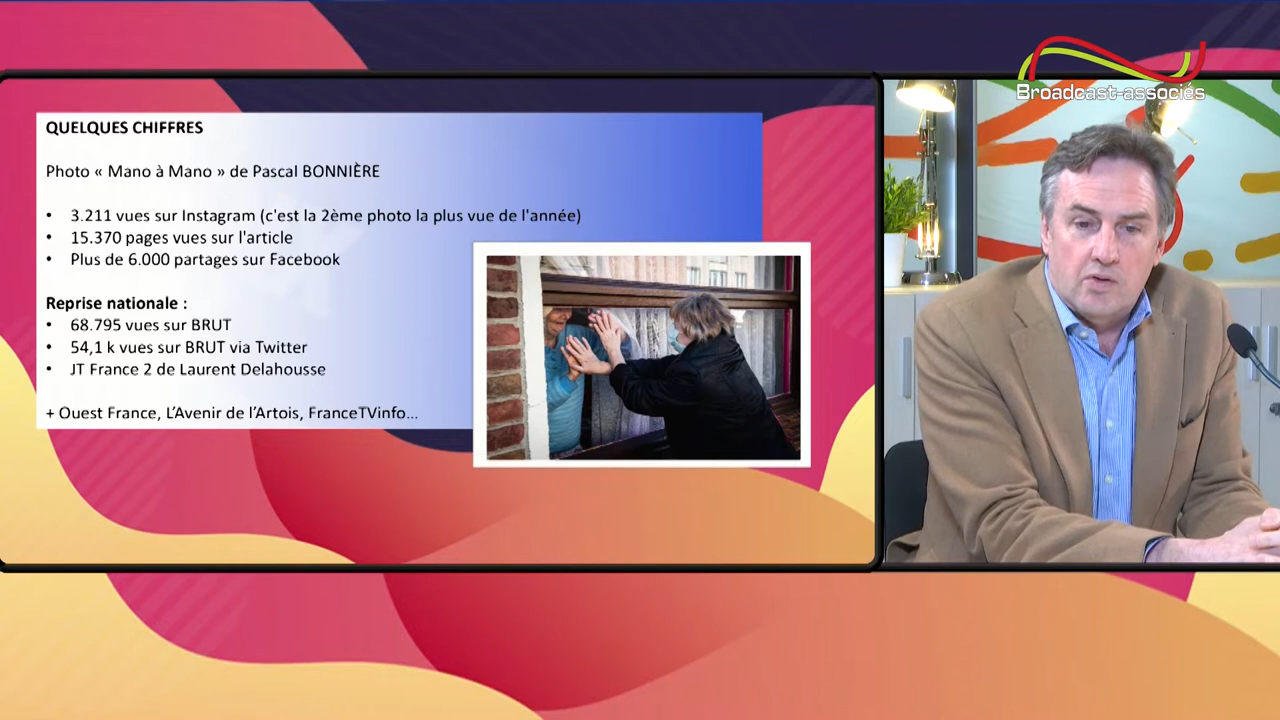 Broadcast-associés
QUELQUES CHIFFRES
Photo « Mano à Mano » de Pascal BONNIÈRE
• 3.211 vues sur Instagram (c'est la 2ème photo la plus vue de l'année)
• 15.370 pages vues sur l'article
• Plus de 6.000 partages sur Facebook
Reprise nationale :
• 68.795 vues sur BRUT
• 54,1 k vues sur BRUT via Twitter
• JT France 2 de Laurent Delahousse
+ Ouest France, L’Avenir de l’Artois, FranceTVinfo...